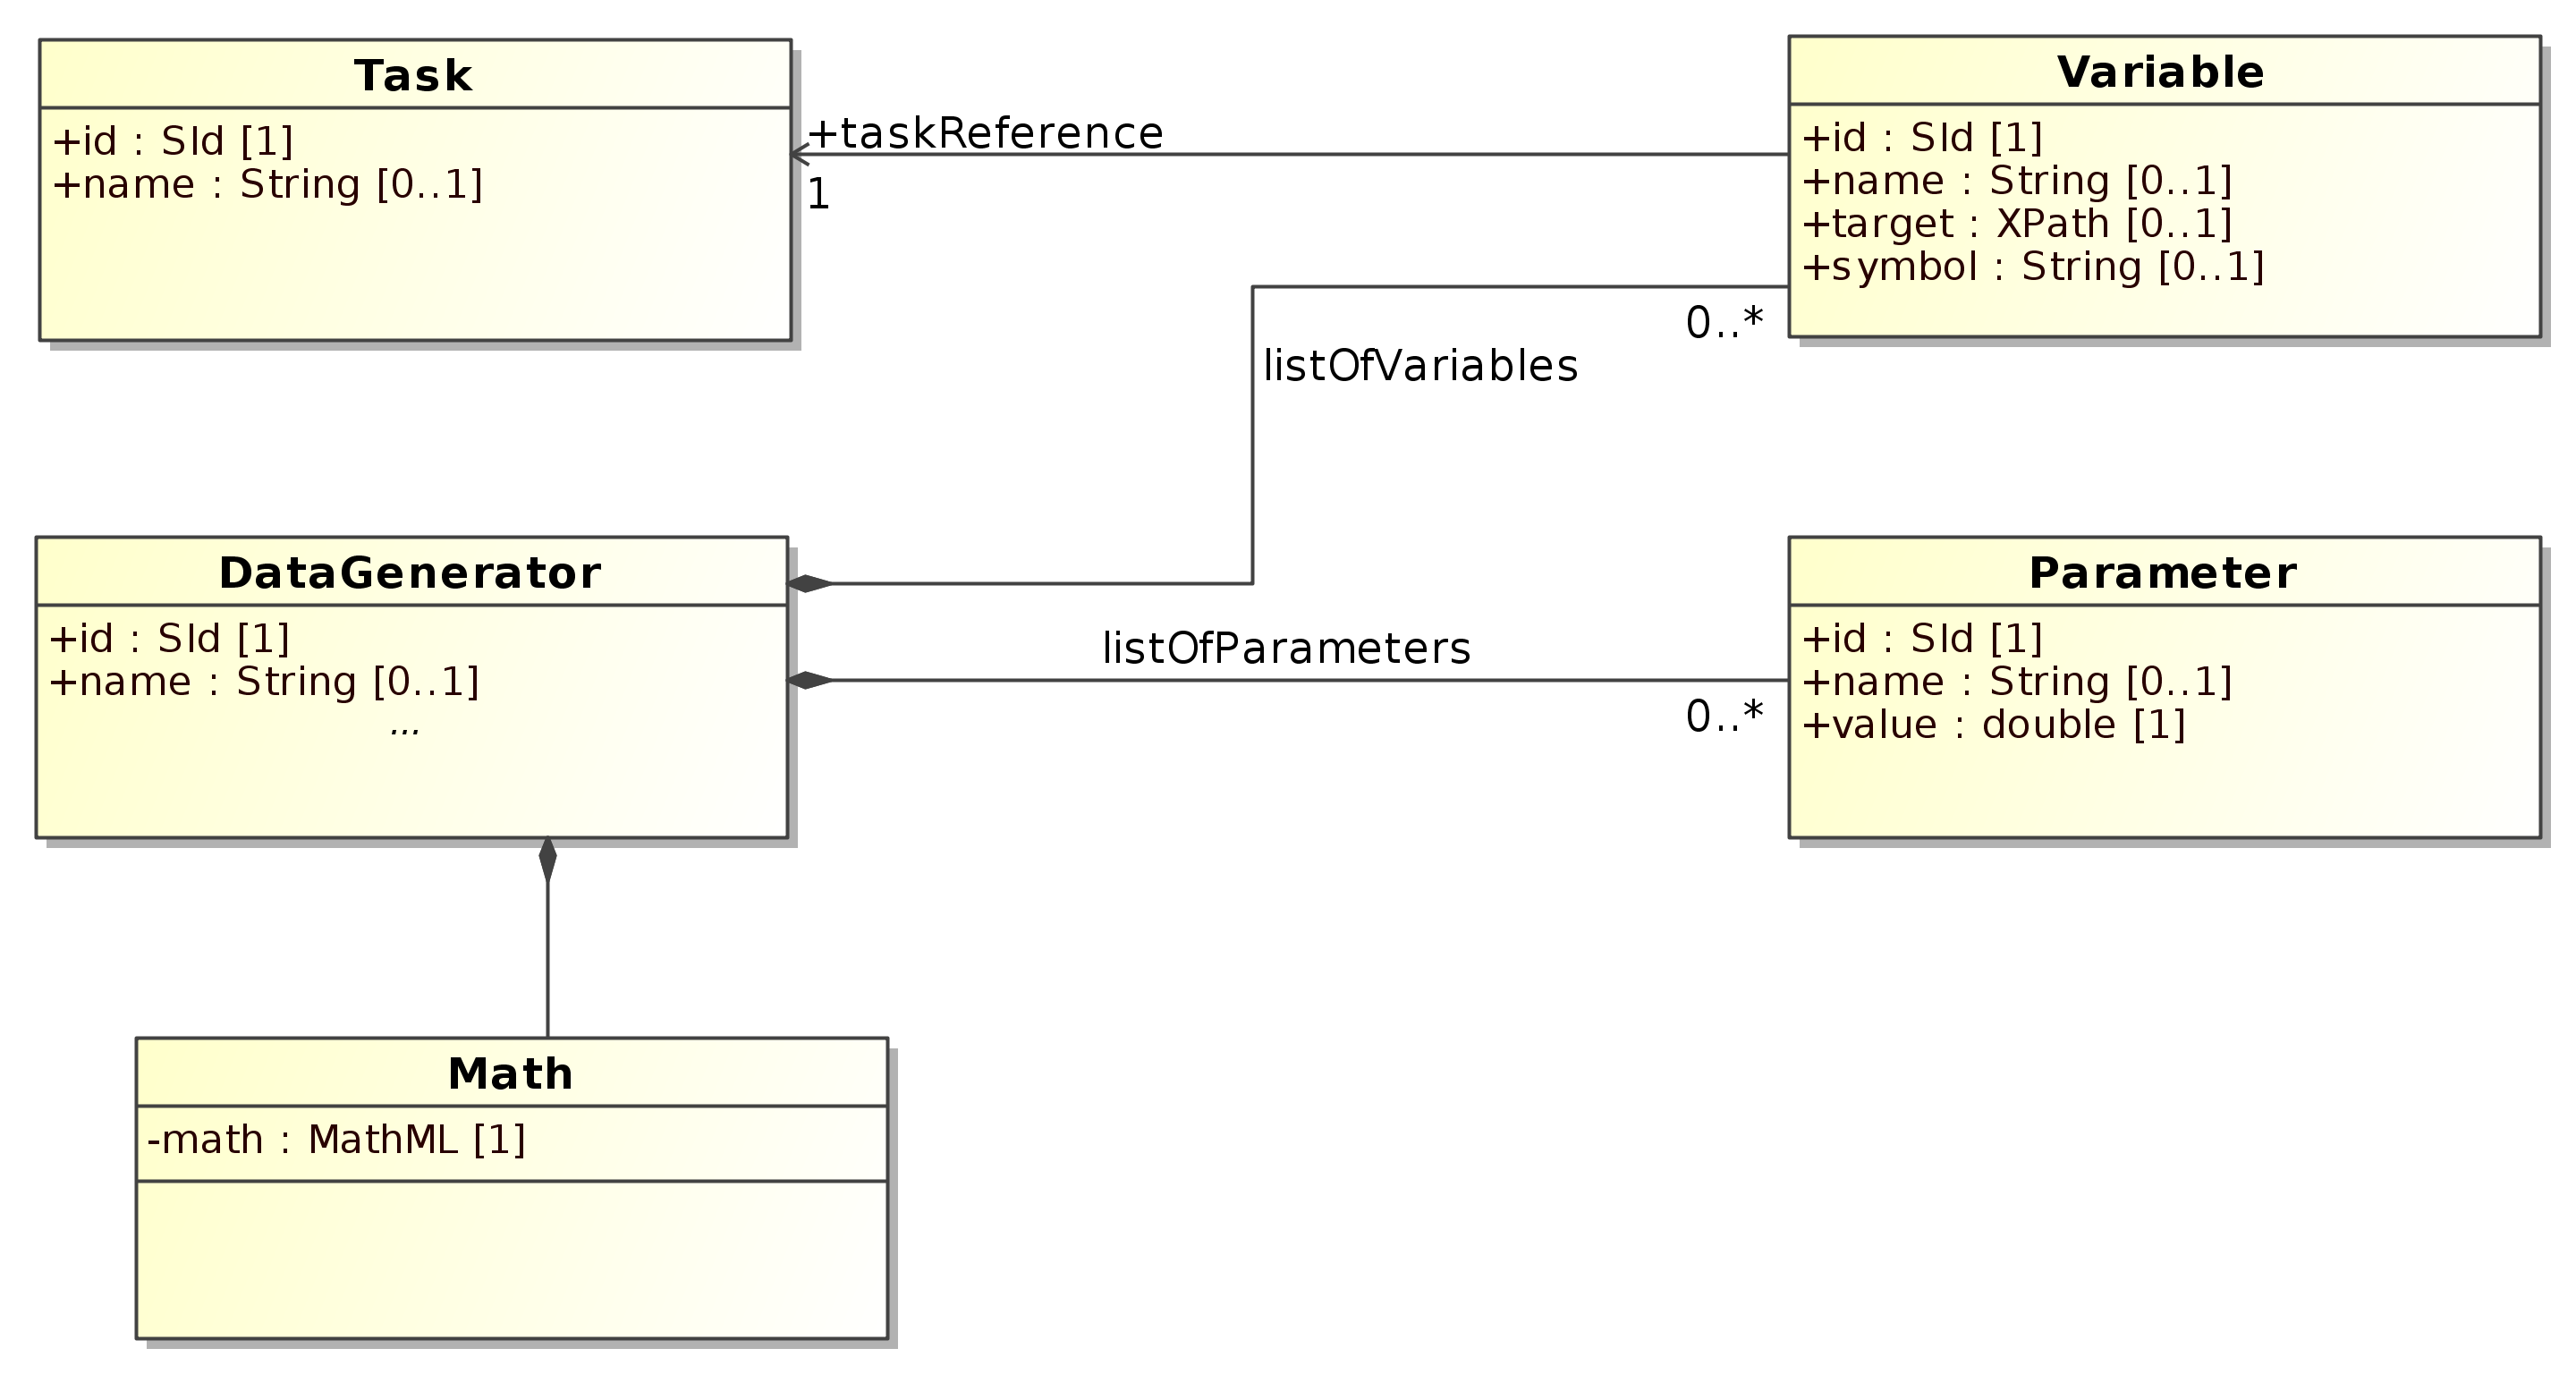 Task
+id : SId [1]
+name : String [0..1]
+taskReference
1
Variable
+id : SId [1]
+name : String [0..1]
+target : XPath [0..1]
+symbol : String [0..1]
0..*
listOfVariables
DataGenerator
+id : SId [1]
+name : String [0..1]
...
listOfParameters
0..*
Parameter
+id : SId [1]
+name : String [0..1]
+value : double [1]
Math
-math : MathML [1]